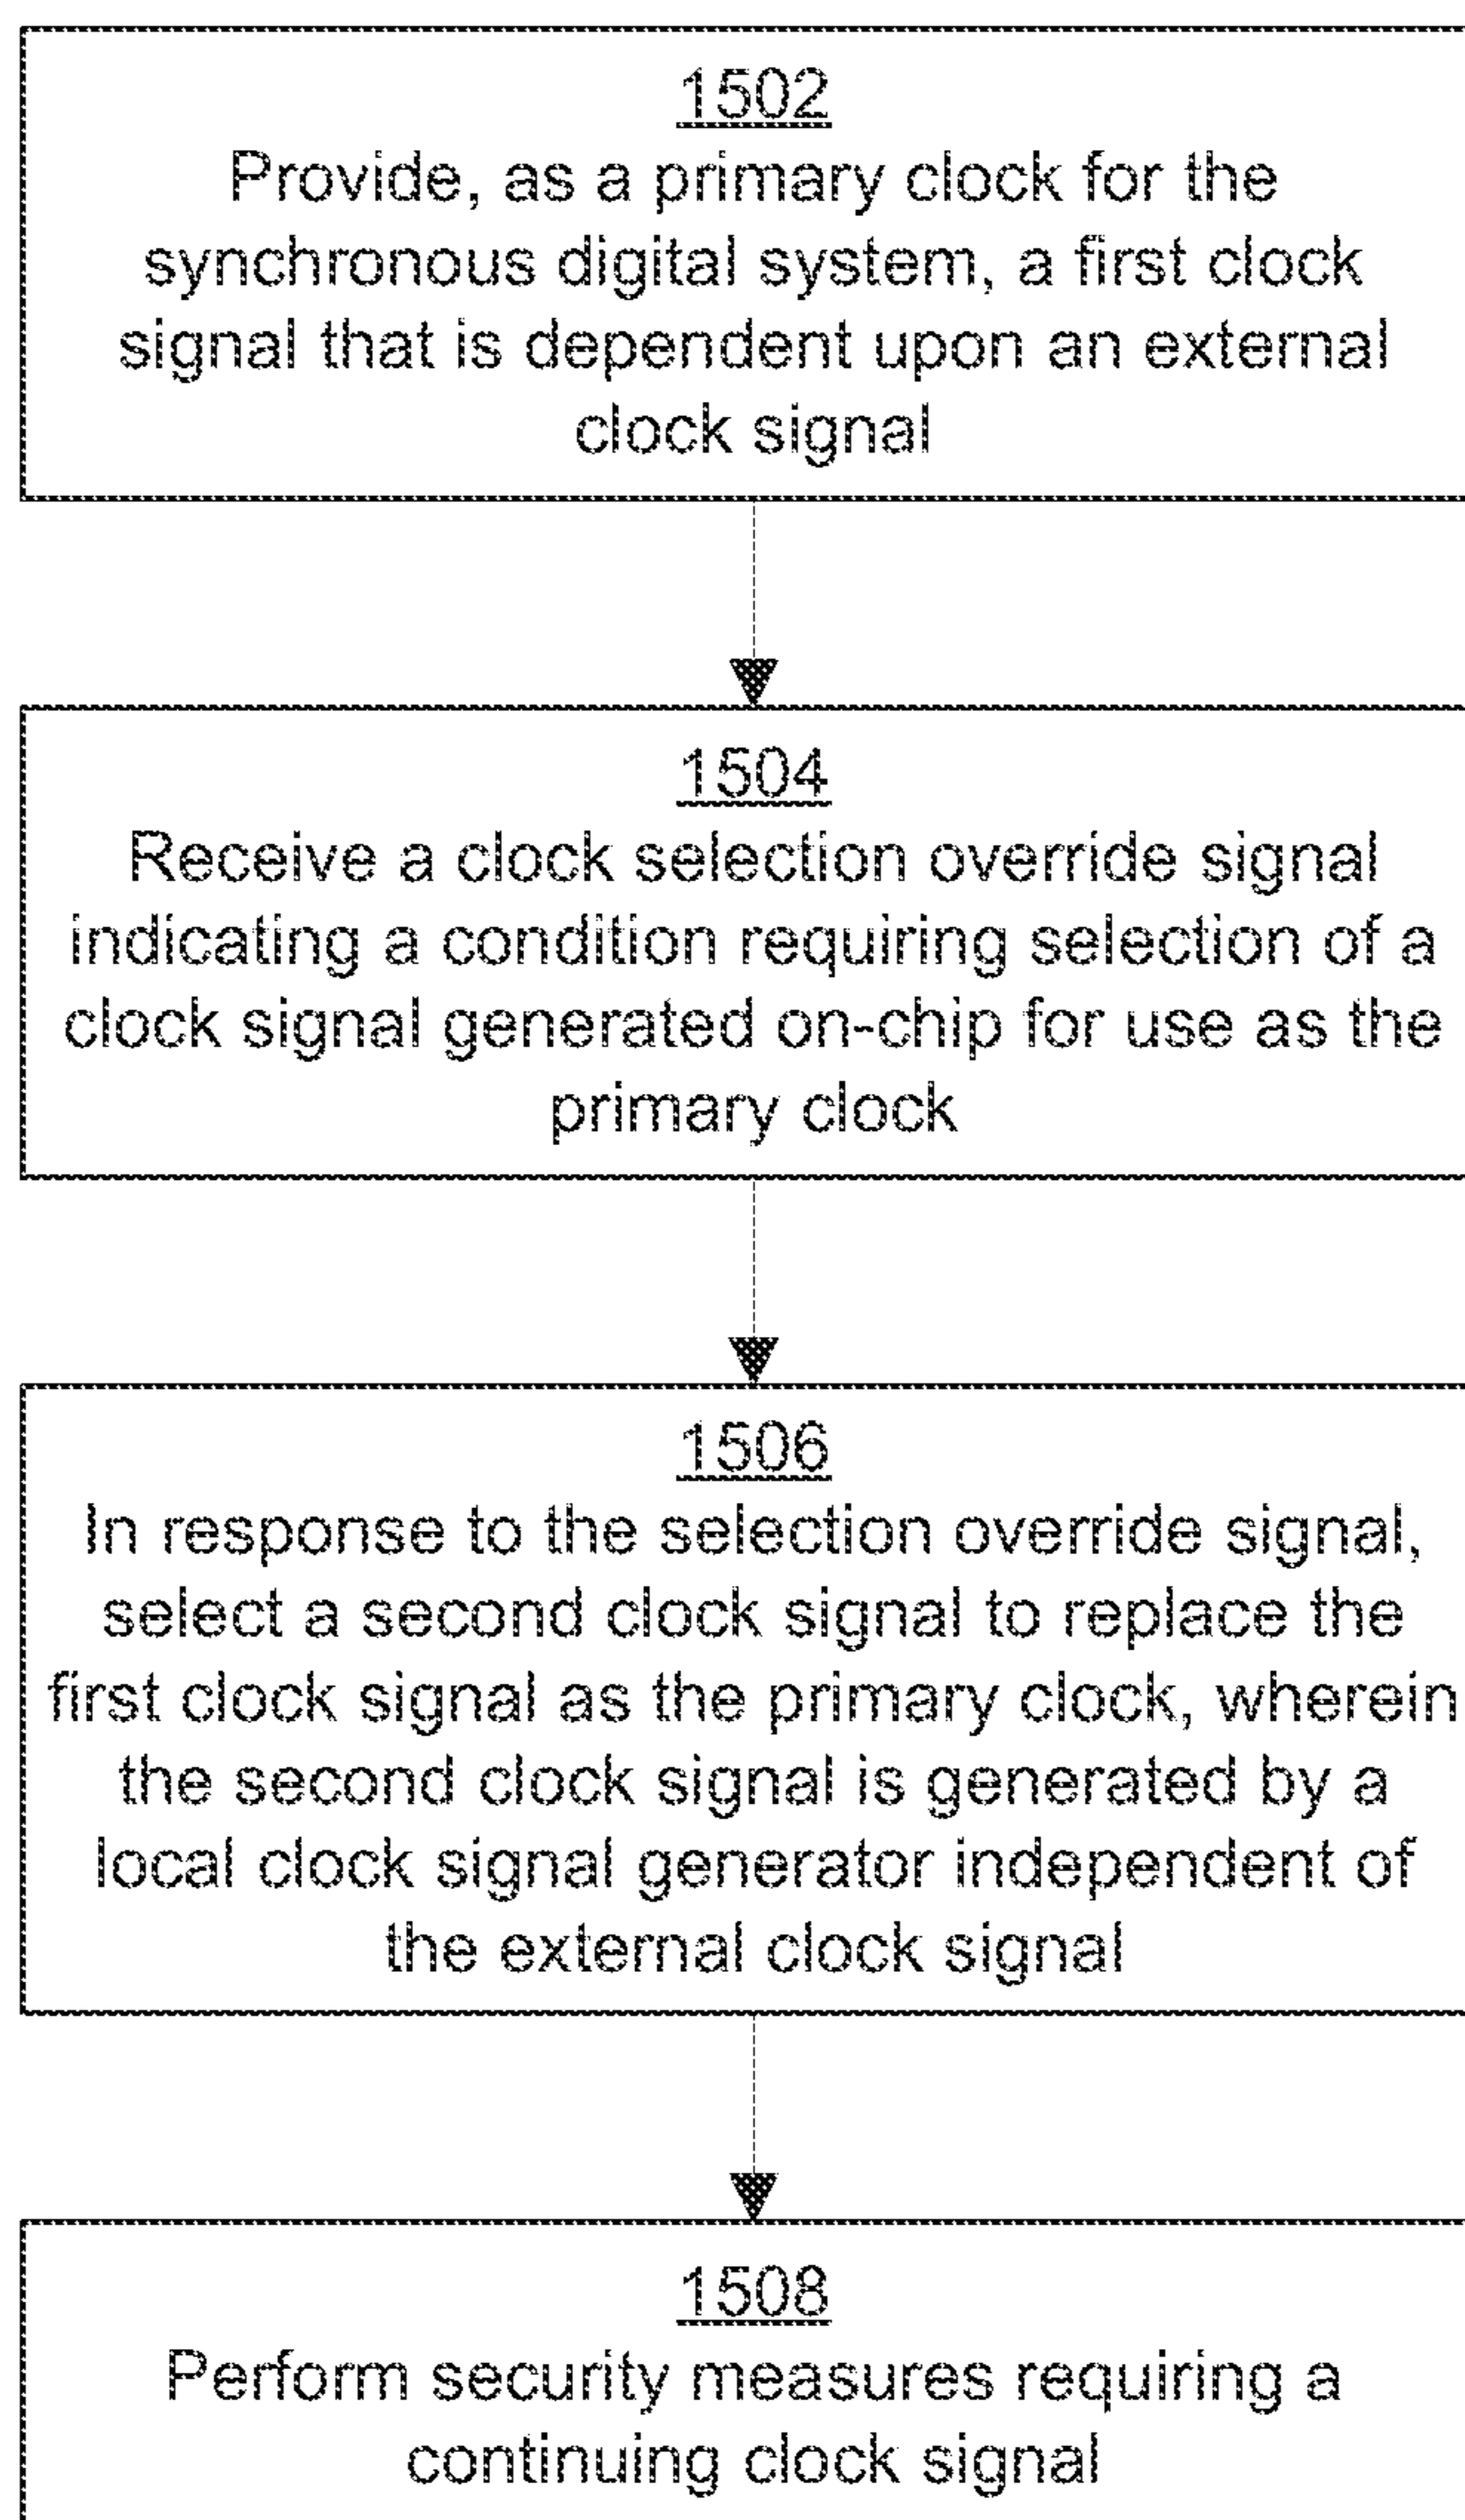 1502
Provide, as a primary clock for the
synchronous digital system, a first clock
signal that is dependent upon an external
clock signal
1504
Receive a clock selection override signal
indicating a condition requiring selection of a
clock signal generated on-chip for use as the
primary clock
1506
In response to the selection override signal,
select a second clock signal to replace the
first clock signal as the primary clock, wherein
the second clock signal is generated by a
local clock signal generator independent of
the external clock signal
1508
Perform security measures requiring a
continuing clock signal